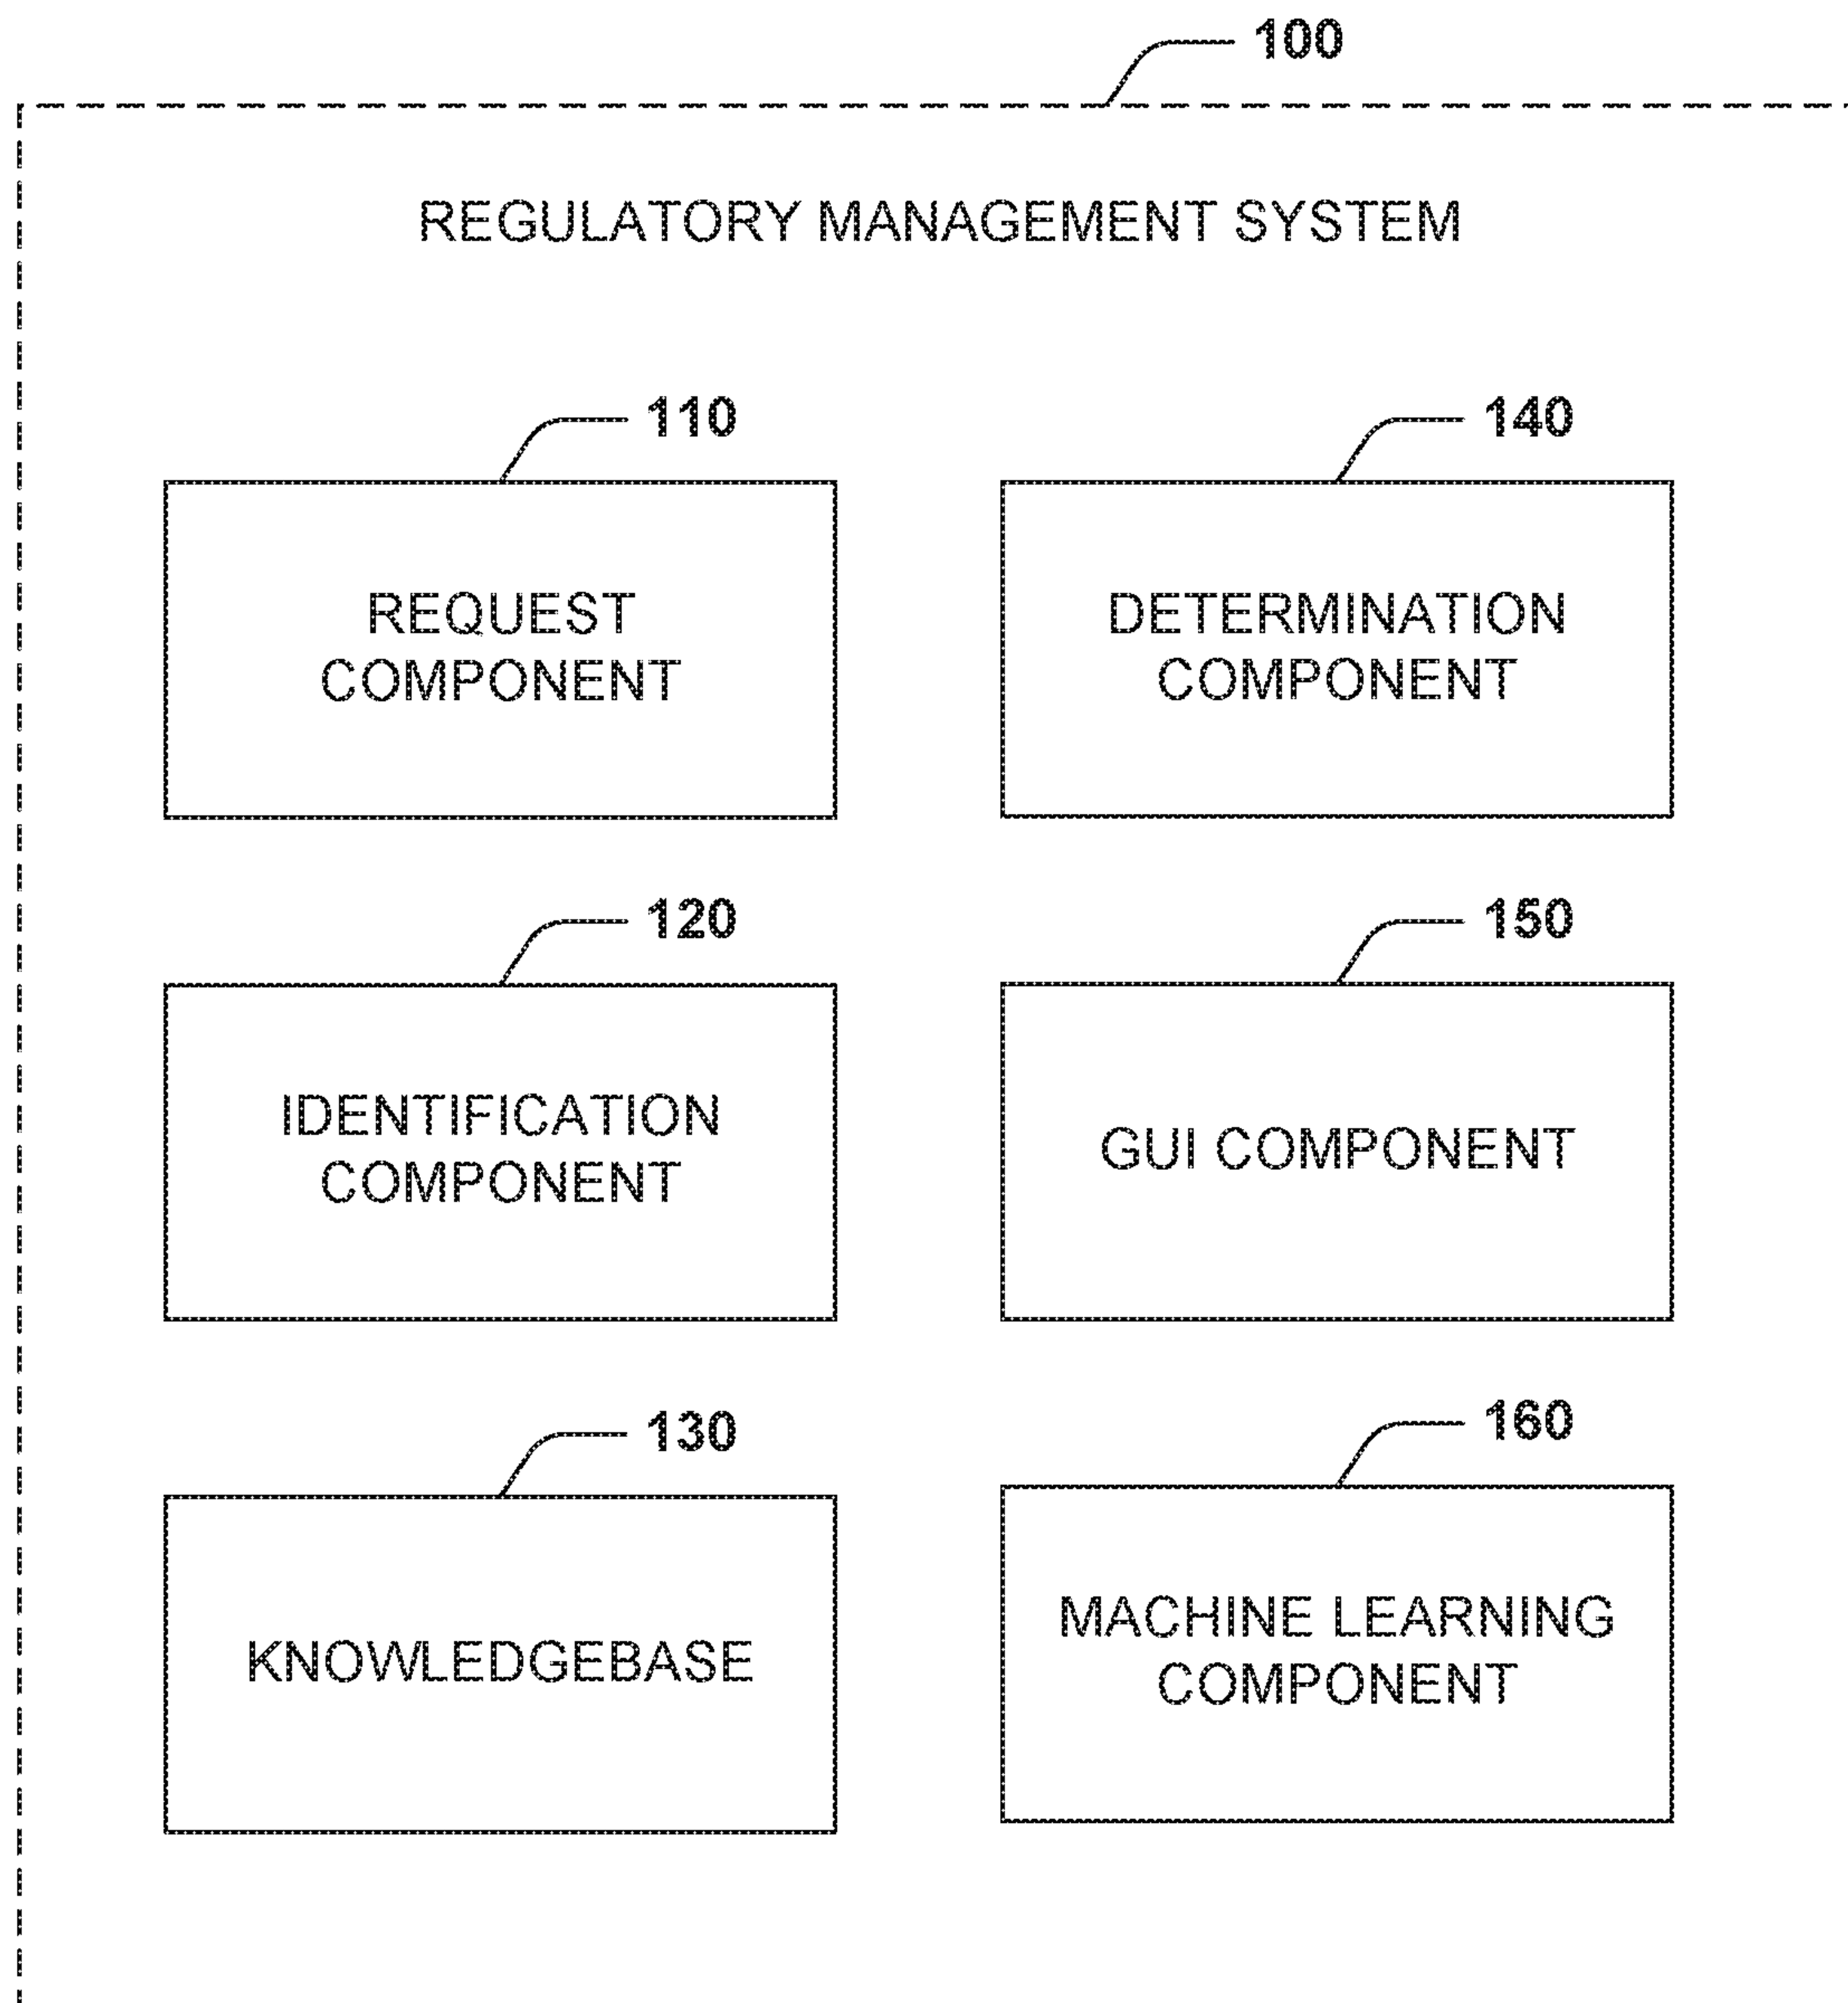 100
REGULATORY MANAGEMENT SYSTEM
110
REQUEST
COMPONENT
140
DETERMINATION
COMPONENT
120
IDENTIFICATION
COMPONENT
150
GUI COMPONENT
130
KNOWLEDGEBASE
160
MACHINE LEARNING
COMPONENT